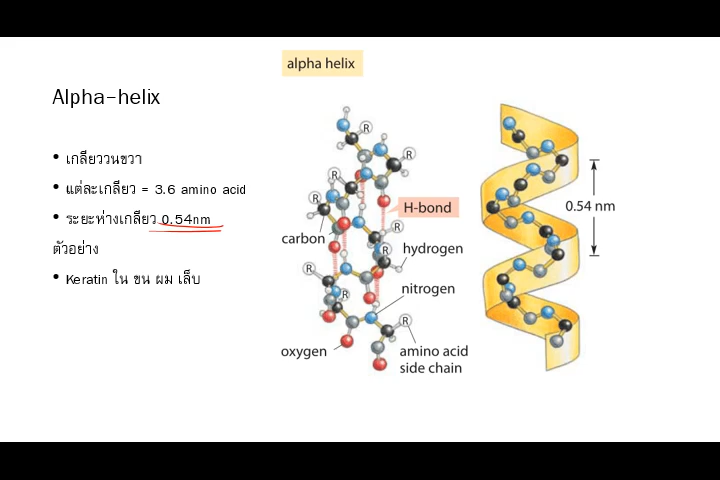 alpha helix
Alpha-helix
• เกลียววนขวา
• แต่ละเกลียว = 3.6 amino acid
• ระยะห่างเกลียว 0.54nm
ตัวอย่าง
• Keratin ใน ขน ผม เล็บ
R
R
R
R
R
R
R
R
R
H-bond
carbon
hydrogen
nitrogen
oxygen
amino acid
side chain
0.54 nm